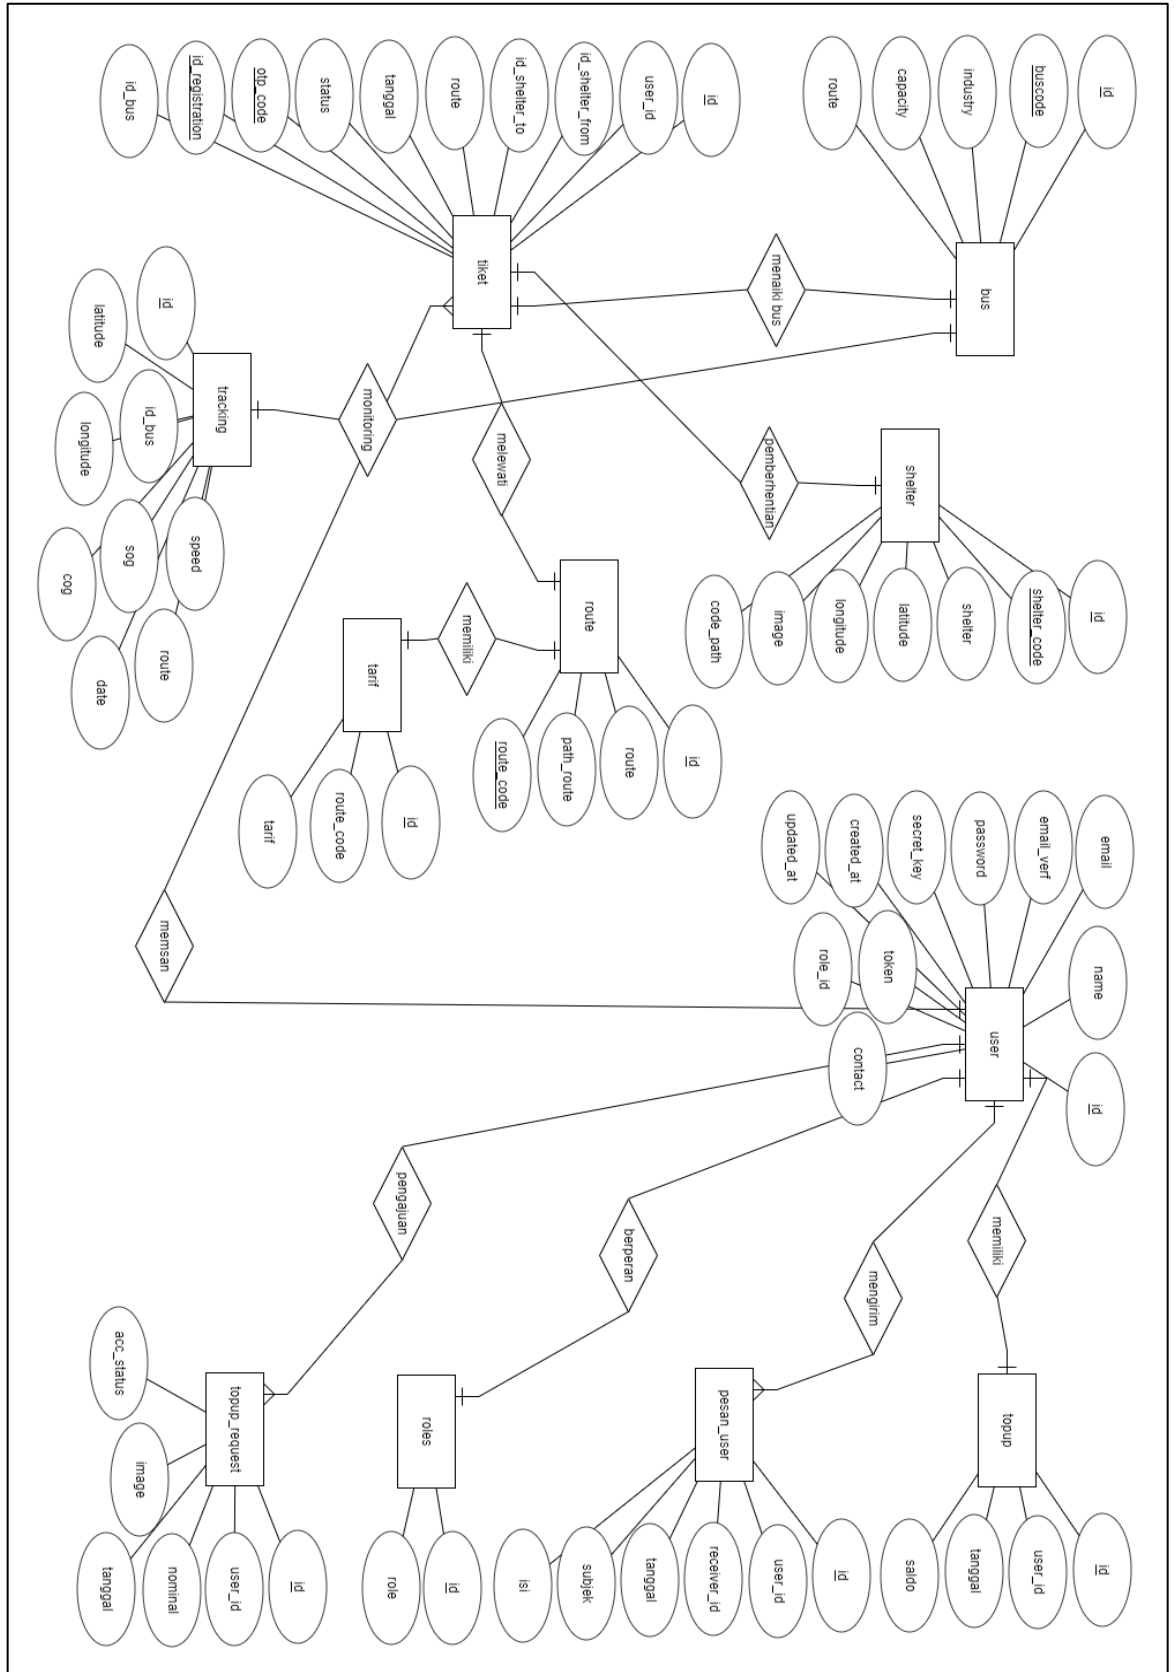 id
buscode
industry
capacity
route
bus
id
user_id
id_shelter_from
id_shelter_to
route
tanggal
status
otp_code
id_registration
id_bus
tiket
menaiki bus
id
latitude
id_bus
longitude
speed
sog
cog
route
date
tracking
monitoring
melewati
pemberhentian
shelter
id
shelter_code
shelter
latitude
longitude
image
code_path
route
id
route
path_route
route_code
memiliki
tarif
id
route_code
tarif
memsan
email
email_verf
password
secret_key
created_at
updated_at
name
token
role_id
user
contact
id
memiliki
mengirim
berperan
pengajuan
topup
id
user_id
tanggal
saldo
pesan_user
id
user_id
receiver_id
tanggal
subjek
isi
roles
id
role
topup_request
acc_status
image
id
user_id
nominal
tanggal